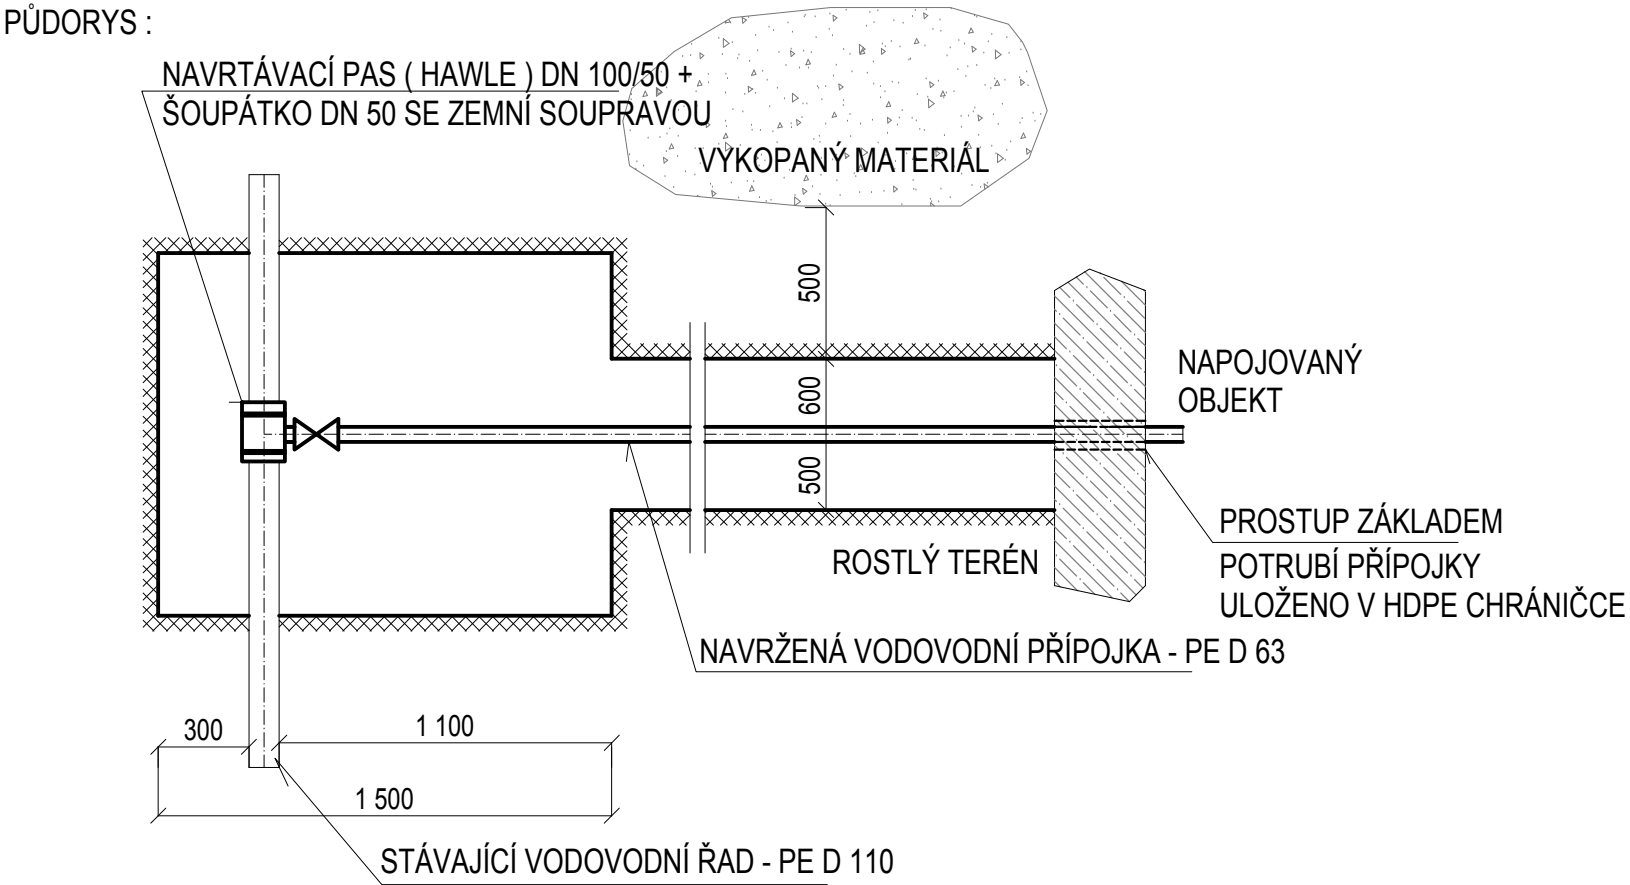 PŮDORYS :
NAVRTÁVACÍ PAS ( HAWLE ) DN 100/50 +
ŠOUPÁTKO DN 50 SE ZEMNÍ SOUPRAVOU
VYKOPANÝ MATERIÁL
500
600
500
NAPOJOVANÝ
OBJEKT
PROSTUP ZÁKLADEM
POTRUBÍ PŘÍPOJKY
ULOŽENO V HDPE CHRÁNIČCE
ROSTLÝ TERÉN
NAVRŽENÁ VODOVODNÍ PŘÍPOJKA - PE D 63
300
1 100
1 500
STÁVAJÍCÍ VODOVODNÍ ŘAD - PE D 110